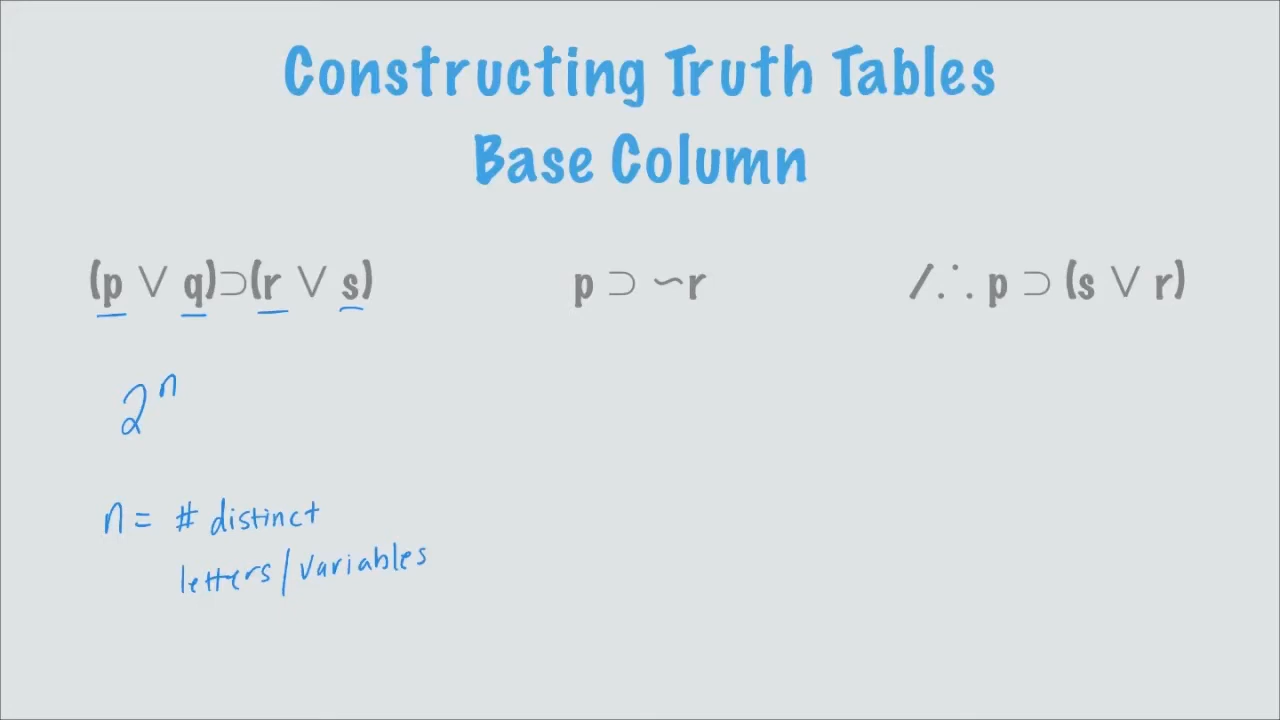 Constructing Truth Tables
Base Column
(p ∨ q)⊃(r ∨ s) p ⊃ ∽r /∴ p ⊃ (s ∨ r)
2ⁿ
n = # distinct
letters/variables